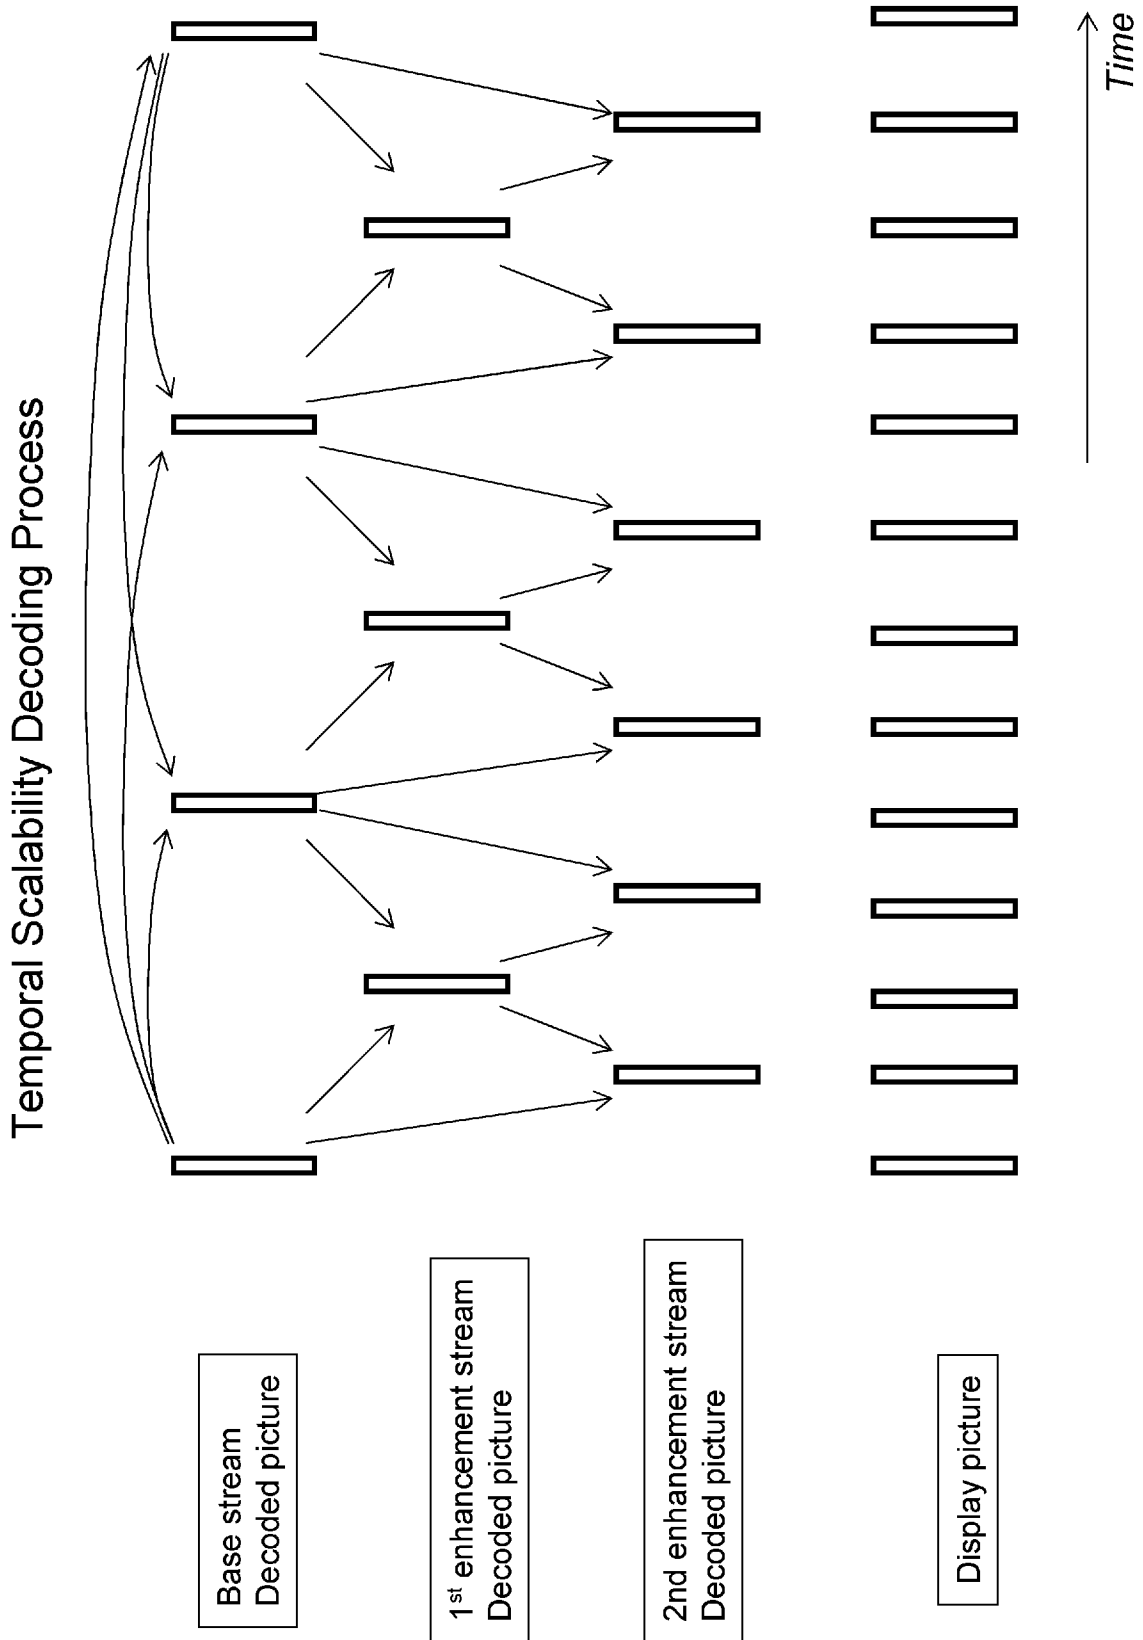 Temporal Scalability Decoding Process
Base stream
Decoded picture
1st enhancement stream
Decoded picture
2nd enhancement stream
Decoded picture
Display picture
Time